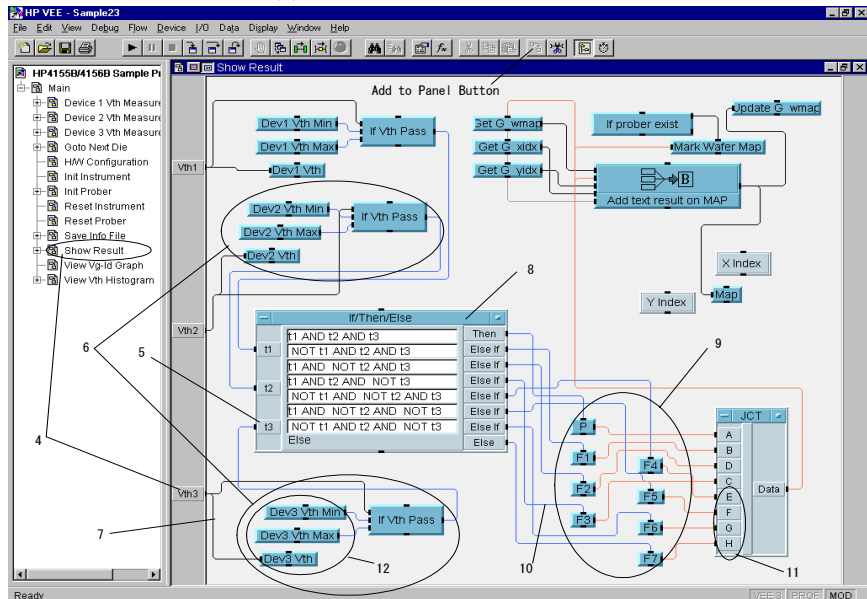 HP VEE - Sample23
File Edit View Debug Flow Device I/O Data Display Window Help
HP4155B/4156B Sample Pr
Main
Device 1 Vth Measure
Device 2 Vth Measure
Device 3 Vth Measure
Goto Next Die
H/W Configuration
Init Instrument
Init Prober
Reset Instrument
Reset Prober
Save Info File
Show Result
View Vg-Id Graph
View Vth Histogram
Show Result
Add to Panel Button
Vth1
Dev1 Vth Min
Dev1 Vth Max
Dev1 Vth
If Vth Pass
Get G_wmap
Get G_xidx
Get G_yidx
If prober exist
Update G_wmap
Mark Wafer Map
B
Add text result on MAP
Dev2 Vth Min
Dev2 Vth Max
Dev2 Vth
If Vth Pass
X Index
Y Index
Map
Vth2
8
If/Then/Else
t1
t2
t3
t1 AND t2 AND t3
NOT t1 AND t2 AND t3
t1 AND NOT t2 AND t3
t1 AND t2 AND NOT t3
NOT t1 AND NOT t2 AND t3
t1 AND NOT t2 AND NOT t3
NOT t1 AND t2 AND NOT t3
Else
Then
Else If
Else If
Else If
Else If
Else If
Else If
Else
6
5
4
7
9
P
F1
F2
F3
F4
F5
F6
F7
JCT
A
B
D
C
E
F
G
H
Data
Vth3
Dev3 Vth Min
Dev3 Vth Max
Dev3 Vth
If Vth Pass
12
10
11
Ready
VEE 3 PROF MOD